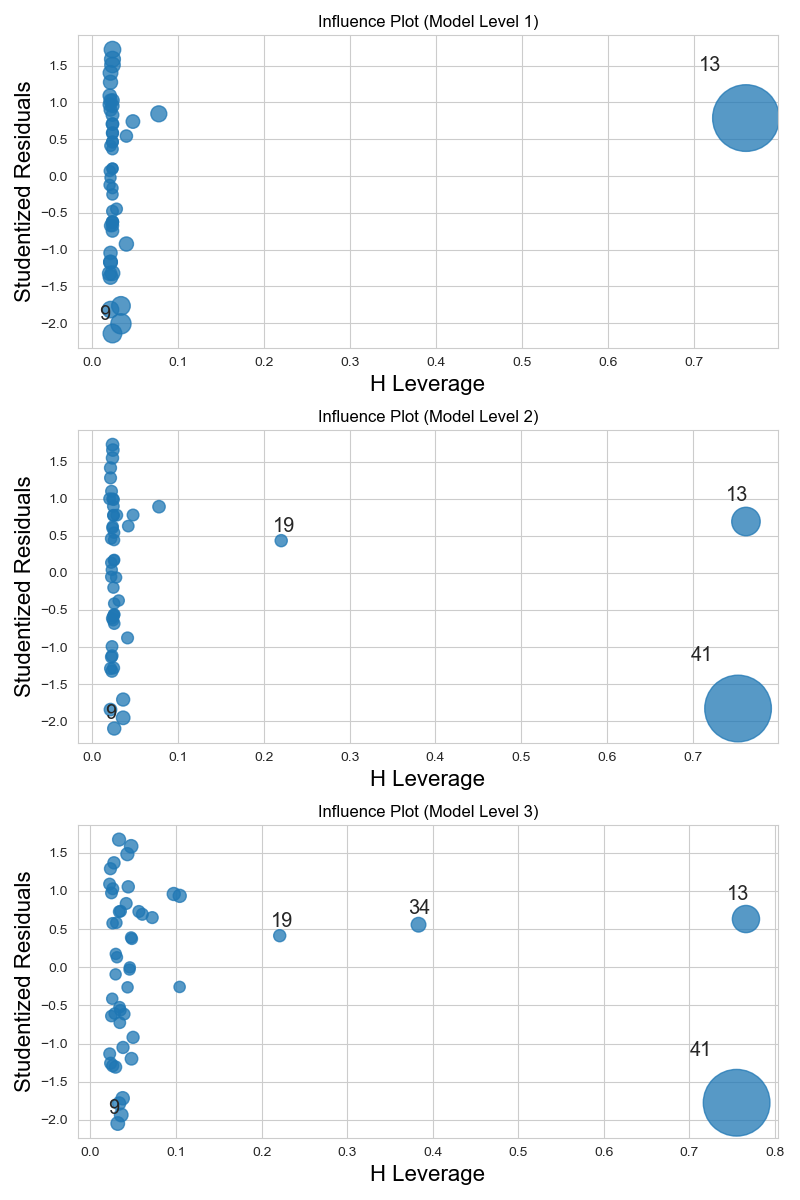 Influence Plot (Model Level 1)
Studentized Residuals
1.5
1.0
0.5
0.0
−0.5
−1.0
−1.5
−2.0
13
9
0.0 0.1 0.2 0.3 0.4 0.5 0.6 0.7
H Leverage
Influence Plot (Model Level 2)
Studentized Residuals
1.5
1.0
0.5
0.0
−0.5
−1.0
−1.5
−2.0
13
19
41
9
0.0 0.1 0.2 0.3 0.4 0.5 0.6 0.7
H Leverage
Influence Plot (Model Level 3)
Studentized Residuals
1.5
1.0
0.5
0.0
−0.5
−1.0
−1.5
−2.0
13
34
19
41
9
0.0 0.1 0.2 0.3 0.4 0.5 0.6 0.7 0.8
H Leverage